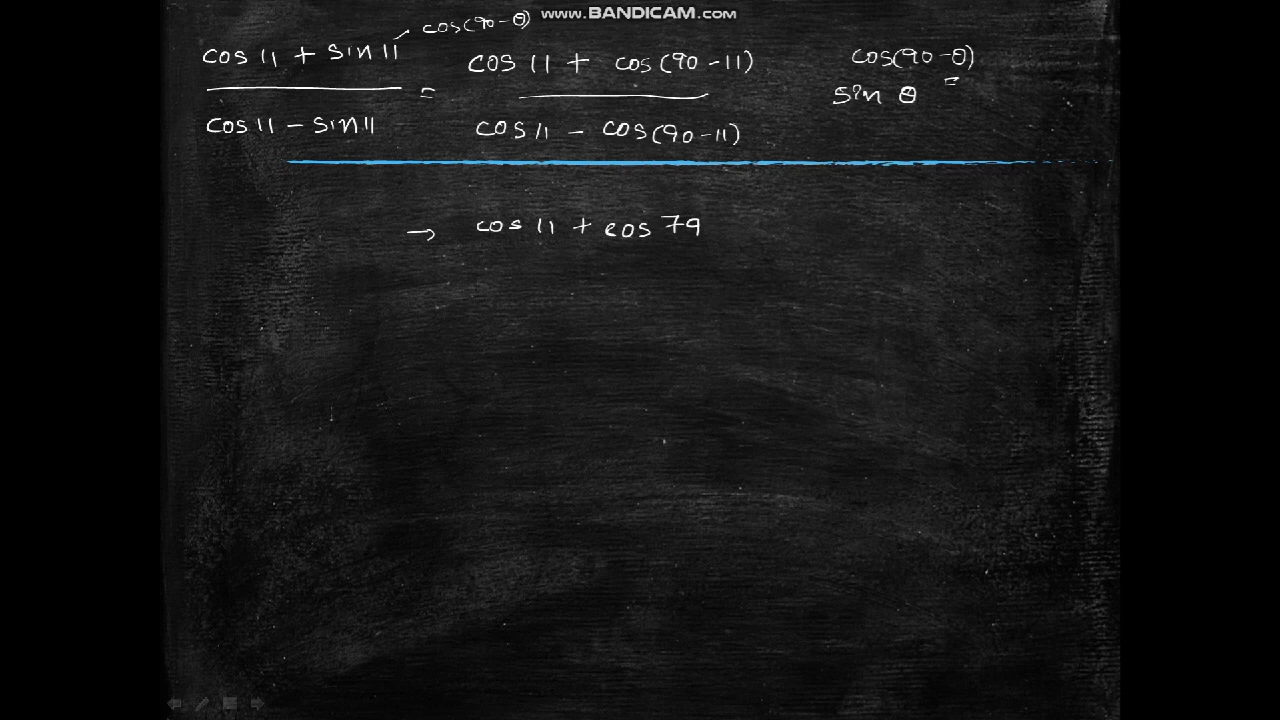 www.BANDICAM.com
cos(90-θ)
cos 11 + sin 11
cos 11 - sin 11
=
cos 11 + cos(90-11)
cos 11 - cos(90-11)
cos(90-θ) =
sin θ
→ cos 11 + cos 79